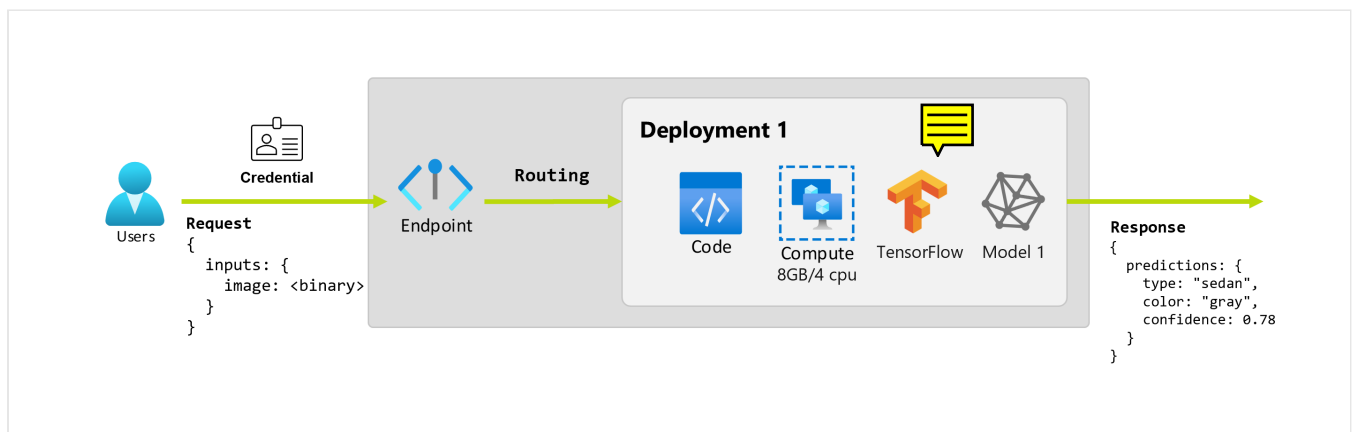 Users
Credential
Request
{
  inputs: {
    image: <binary>
  }
}
Endpoint
Routing
Deployment 1
Code
Compute
8GB/4 cpu
TensorFlow
Model 1
Response
{
  predictions: {
    type: "sedan",
    color: "gray",
    confidence: 0.78
  }
}